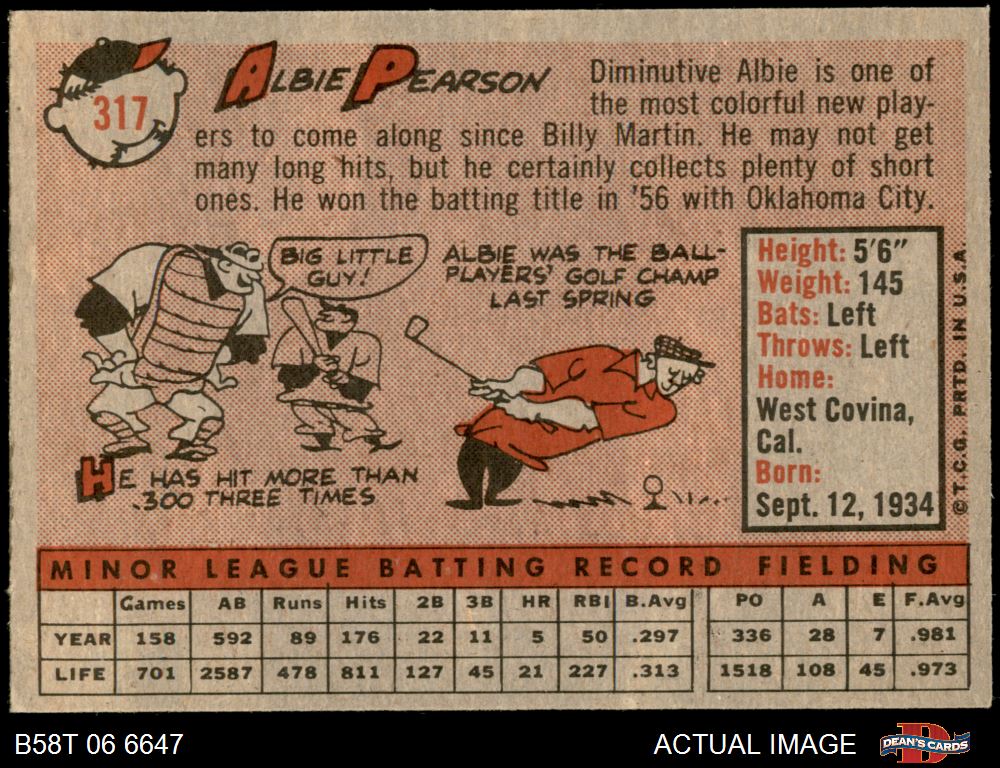 317
ALBIE PEARSON
Diminutive Albie is one of
the most colorful new play-
ers to come along since Billy Martin. He may not get
many long hits, but he certainly collects plenty of short
ones. He won the batting title in '56 with Oklahoma City.
BIG LITTLE
GUY!
HE HAS HIT MORE THAN
.300 THREE TIMES
ALBIE WAS THE BALL-
PLAYERS' GOLF CHAMP
LAST SPRING
Height: 5'6"
Weight: 145
Bats: Left
Throws: Left
Home:
West Covina,
Cal.
Born:
Sept. 12, 1934
© T.C.G. PRTD. IN U.S.A.
MINOR LEAGUE BATTING RECORD FIELDING
Games AB Runs Hits 2B 3B HR RBI B.Avg PO A E F.Avg
YEAR 158 592 89 176 22 11 5 50 .297 336 28 7 .981
LIFE 701 2587 478 811 127 45 21 227 .313 1518 108 45 .973
B58T 06 6647
ACTUAL IMAGE
DEAN'S CARDS